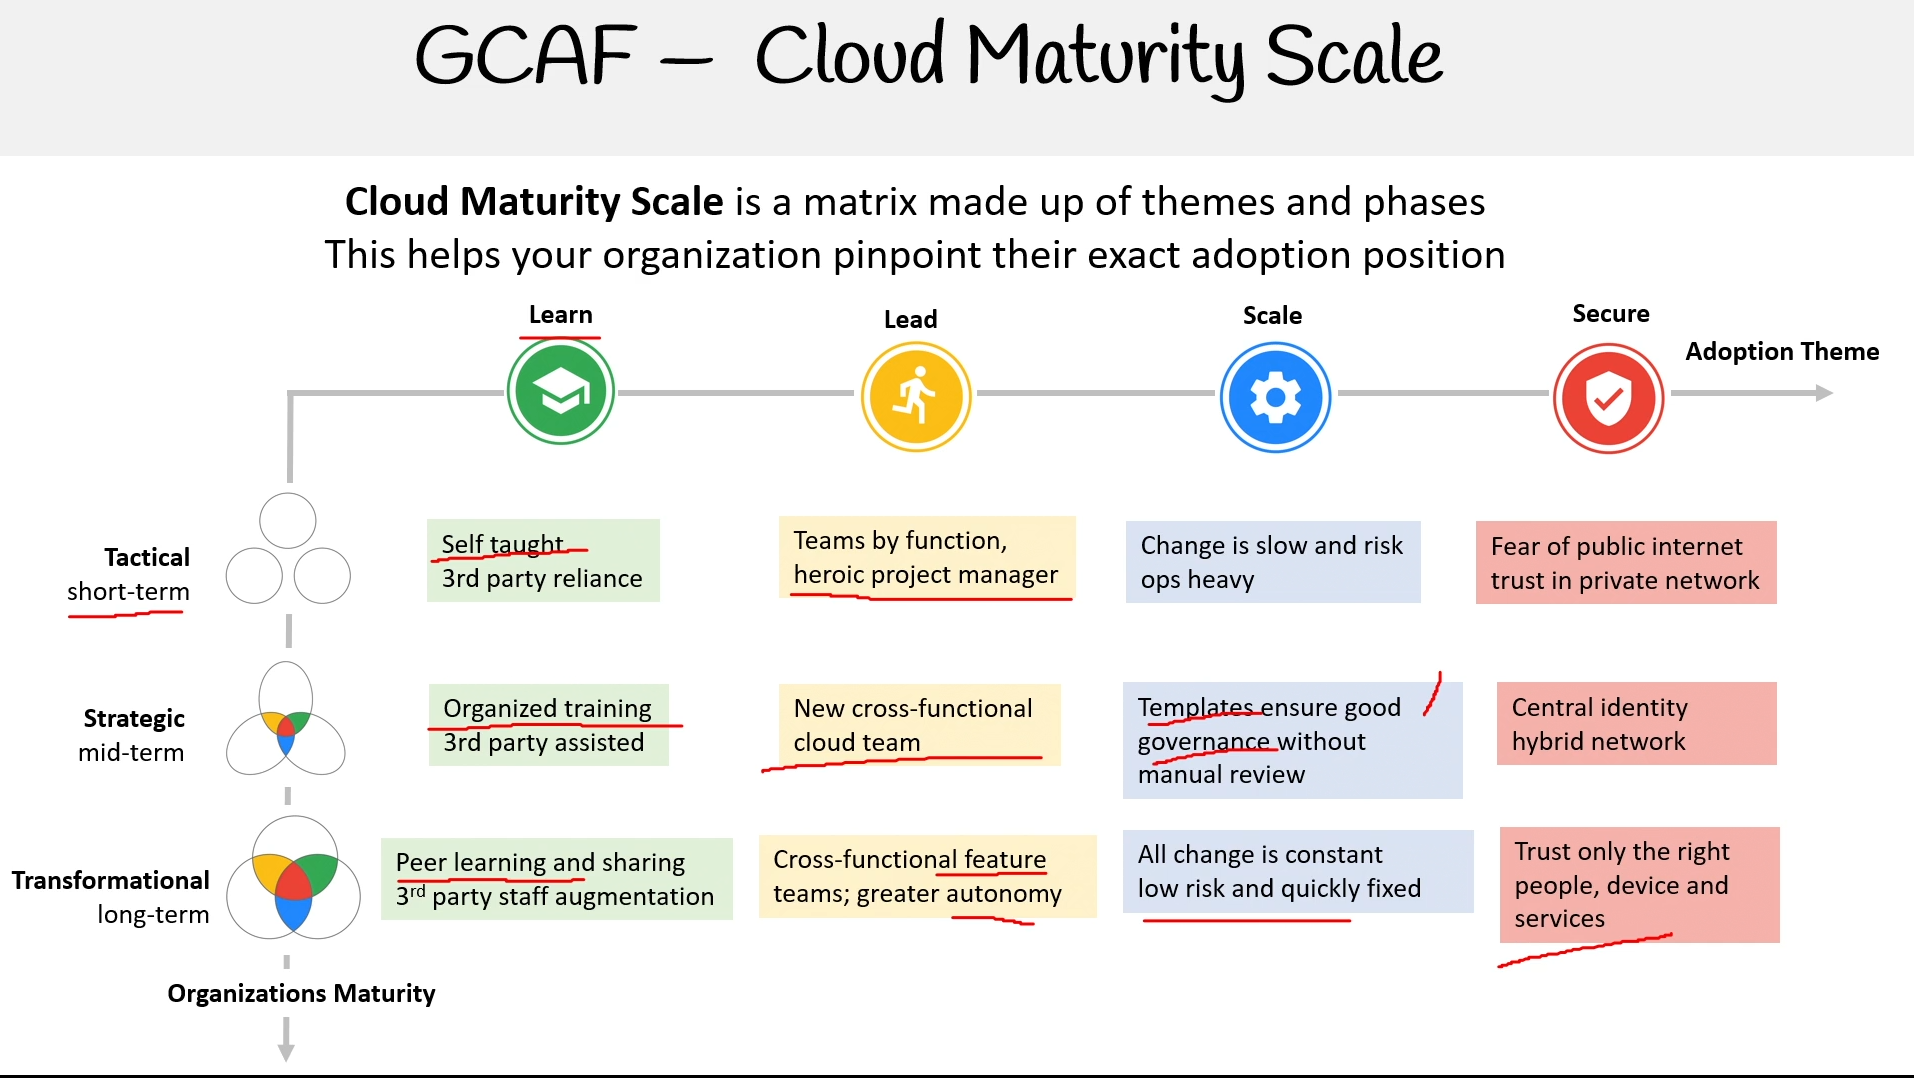 GCAF – Cloud Maturity Scale
Cloud Maturity Scale is a matrix made up of themes and phases
This helps your organization pinpoint their exact adoption position
Learn
Lead
Scale
Secure
Adoption Theme
Tactical
short-term
Self taught
3rd party reliance
Teams by function,
heroic project manager
Change is slow and risk
ops heavy
Fear of public internet
trust in private network
Strategic
mid-term
Organized training
3rd party assisted
New cross-functional
cloud team
Templates ensure good
governance without
manual review
Central identity
hybrid network
Transformational
long-term
Peer learning and sharing
3rd party staff augmentation
Cross-functional feature
teams; greater autonomy
All change is constant
low risk and quickly fixed
Trust only the right
people, device and
services
Organizations Maturity